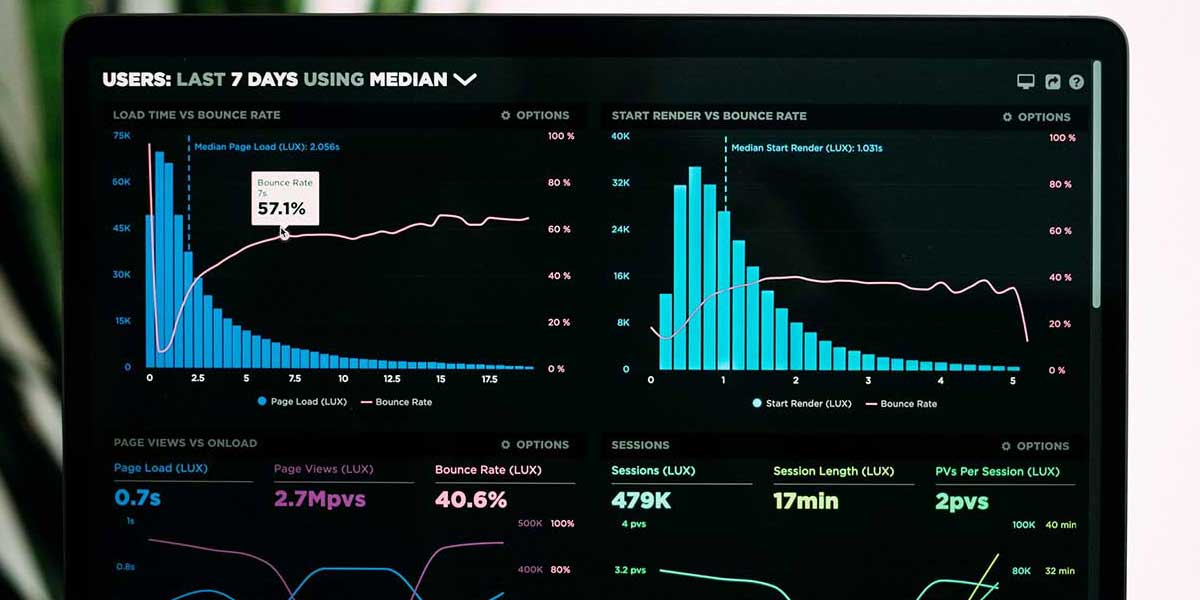 USERS: LAST 7 DAYS USING MEDIAN
LOAD TIME VS BOUNCE RATE
OPTIONS
75K
100 %
Median Page Load (LUX): 2.056s
60K
80 %
Bounce Rate
7s
57.1%
45K
60 %
30K
40 %
15K
20 %
0
0 %
0 2.5 5 7.5 10 12.5 15 17.5
Page Load (LUX) Bounce Rate
START RENDER VS BOUNCE RATE
OPTIONS
40K
100 %
Median Start Render (LUX): 1.031s
32K
80 %
24K
60 %
16K
40 %
8K
20 %
0
0 %
0 1 2 3 4 5
Start Render (LUX) Bounce Rate
PAGE VIEWS VS ONLOAD
OPTIONS
Page Load (LUX) Page Views (LUX) Bounce Rate (LUX)
0.7s 2.7Mpvs 40.6%
1s
500K 100%
0.8s
400K 80%
SESSIONS
OPTIONS
Sessions (LUX) Session Length (LUX) PVs Per Session (LUX)
479K 17min 2pvs
4 pvs
100K 40 min
3.2 pvs
80K 32 min